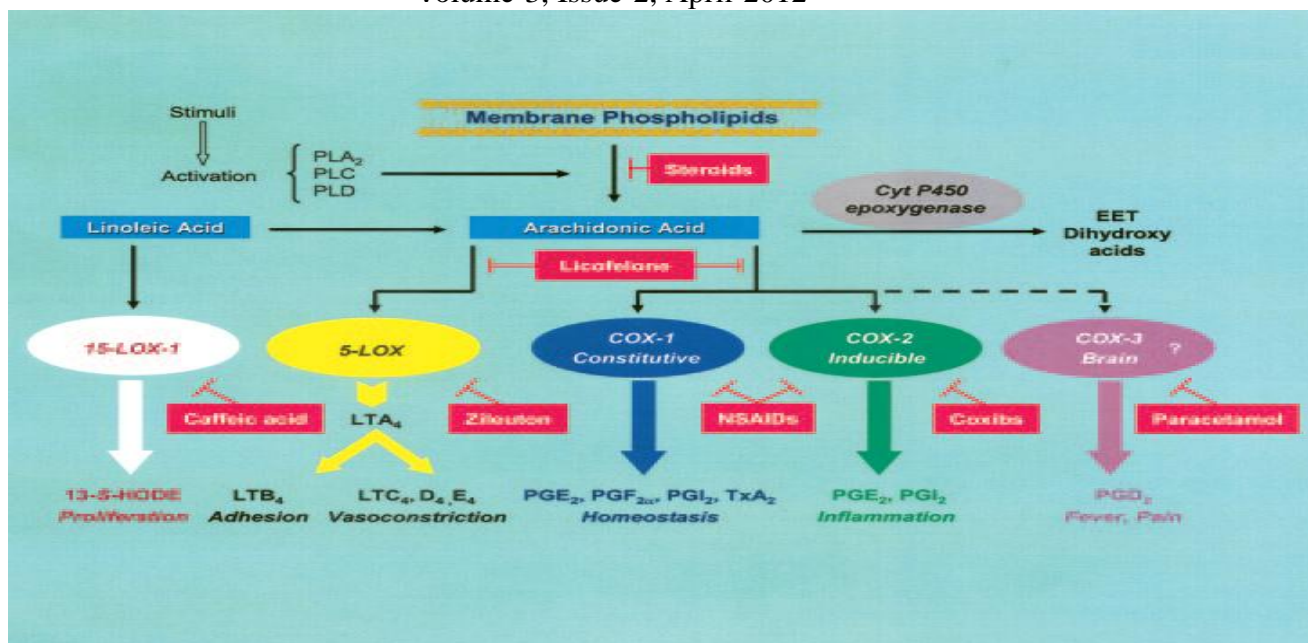 Volume-3, Issue-2, April-2012
Stimuli
Activation
PLA₂
PLC
PLD
Membrane Phospholipids
Steroids
Cyt P450
epoxygenase
Linoleic Acid
Arachidonic Acid
EET
Dihydroxy
acids
Licofelone
15-LOX-1
5-LOX
COX-1
Constitutive
COX-2
Inducible
COX-3
Brain ?
Caffeic acid
LTA₄
Zileuton
NSAIDs
Coxibs
Paracetamol
13-S-HODE
Proliferation
LTB₄
Adhesion
LTC₄, D₄,E₄
Vasoconstriction
PGE₂, PGF₂α, PGI₂, TxA₂
Homeostasis
PGE₂, PGI₂
Inflammation
PGD₂
Fever, Pain